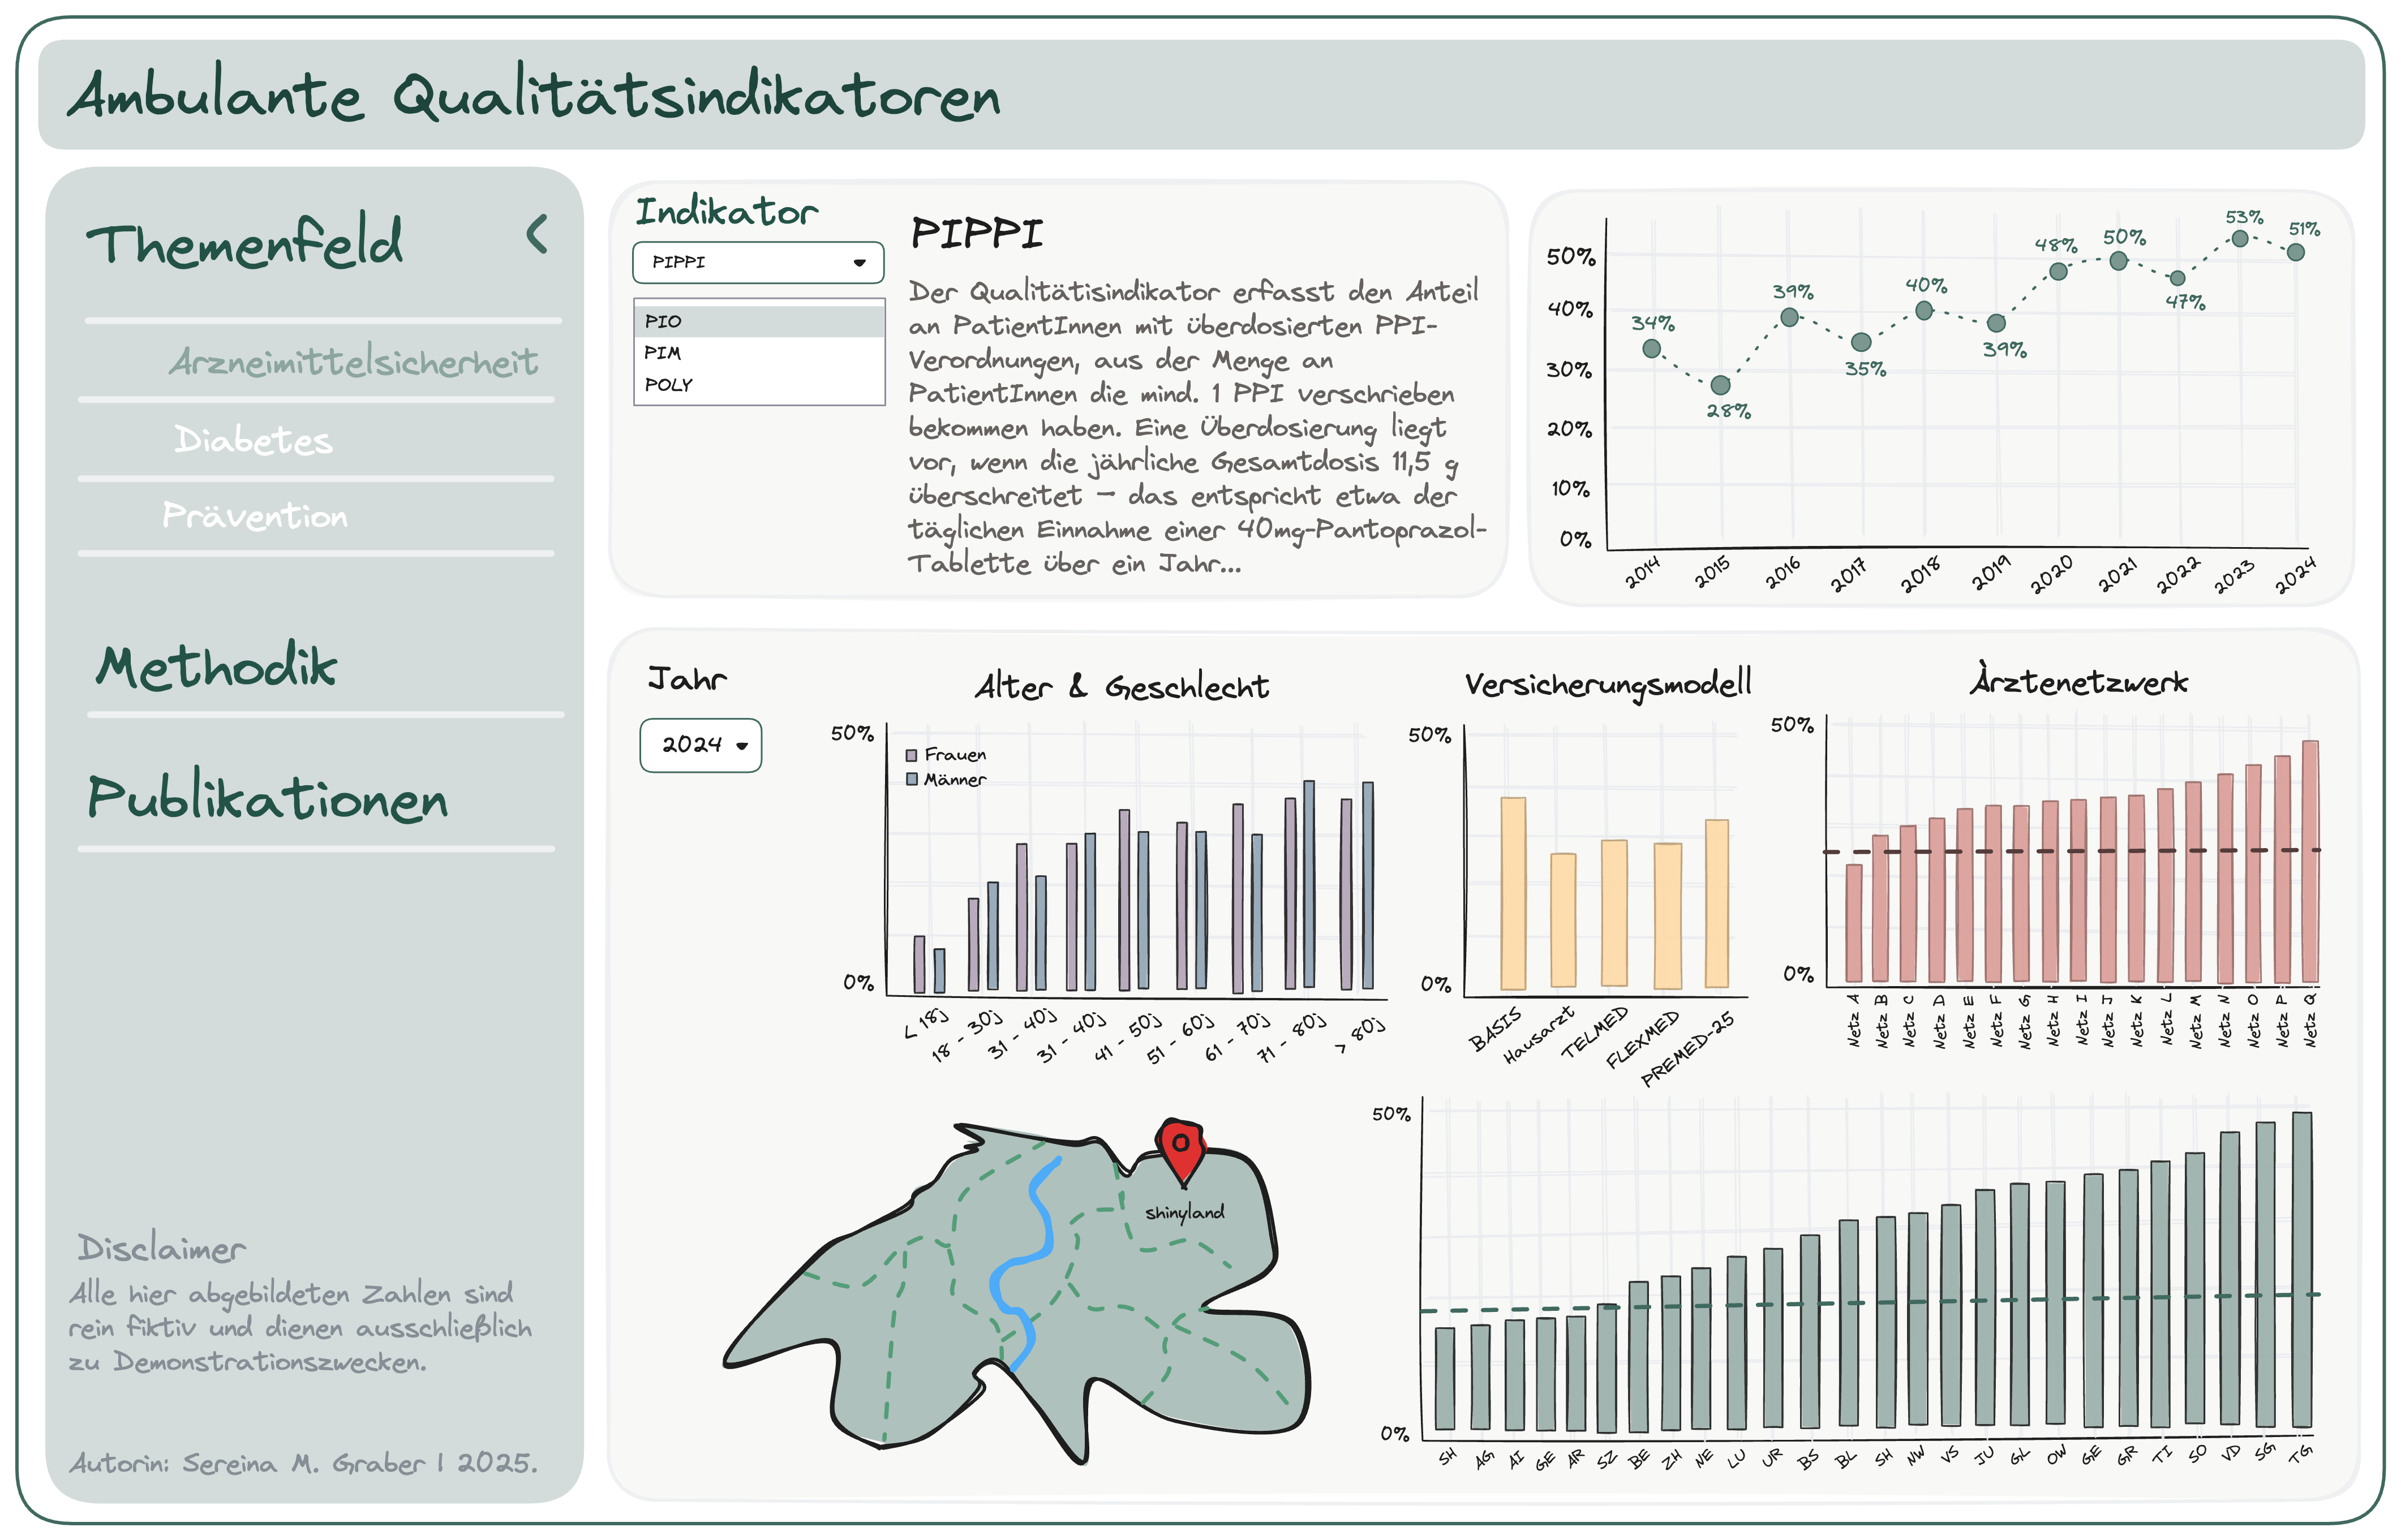 Ambulante Qualitätsindikatoren
Themenfeld
Arzneimittelsicherheit
Diabetes
Prävention
Methodik
Publikationen
Disclaimer
Alle hier abgebildeten Zahlen sind
rein fiktiv und dienen ausschließlich
zu Demonstrationszwecken.
Autorin: Sereina M. Graber | 2025.
Indikator
PIPPI
PIO
PIM
POLY
PIPPI
Der Qualitätisindikator erfasst den Anteil
an PatientInnen mit überdosierten PPI-
Verordnungen, aus der Menge an
PatientInnen die mind. 1 PPI verschrieben
bekommen haben. Eine Überdosierung liegt
vor, wenn die jährliche Gesamtdosis 11,5 g
überschreitet – das entspricht etwa der
täglichen Einnahme einer 40mg-Pantoprazol-
Tablette über ein Jahr...
50%
40%
30%
20%
10%
0%
34%
28%
39%
35%
40%
39%
48%
50%
47%
53%
51%
2014
2015
2016
2017
2018
2019
2020
2021
2022
2023
2024
Jahr
2024
Alter & Geschlecht
50%
0%
Frauen
Männer
< 18j
18 - 30j
31 - 40j
31 - 40j
41 - 50j
51 - 60j
61 - 70j
71 - 80j
> 80j
Versicherungsmodell
50%
0%
BASIS
Hausarzt
TELMED
FLEXMED
PREMED-25
Àrztenetzwerk
50%
0%
Netz A
Netz B
Netz C
Netz D
Netz E
Netz F
Netz G
Netz H
Netz I
Netz J
Netz K
Netz L
Netz M
Netz N
Netz O
Netz P
Netz Q
shinyland
50%
0%
SH
AG
AI
GE
AR
SZ
BE
ZH
NE
LU
UR
BS
BL
SH
NW
VS
JU
GL
OW
GE
GR
TI
SO
VD
SG
TG